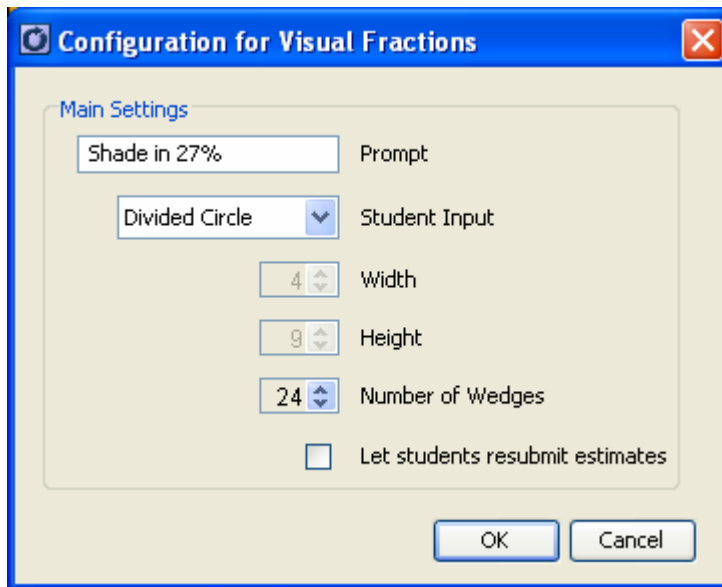 Configuration for Visual Fractions
Main Settings
Shade in 27% Prompt
Divided Circle Student Input
4 Width
9 Height
24 Number of Wedges
Let students resubmit estimates
OK Cancel